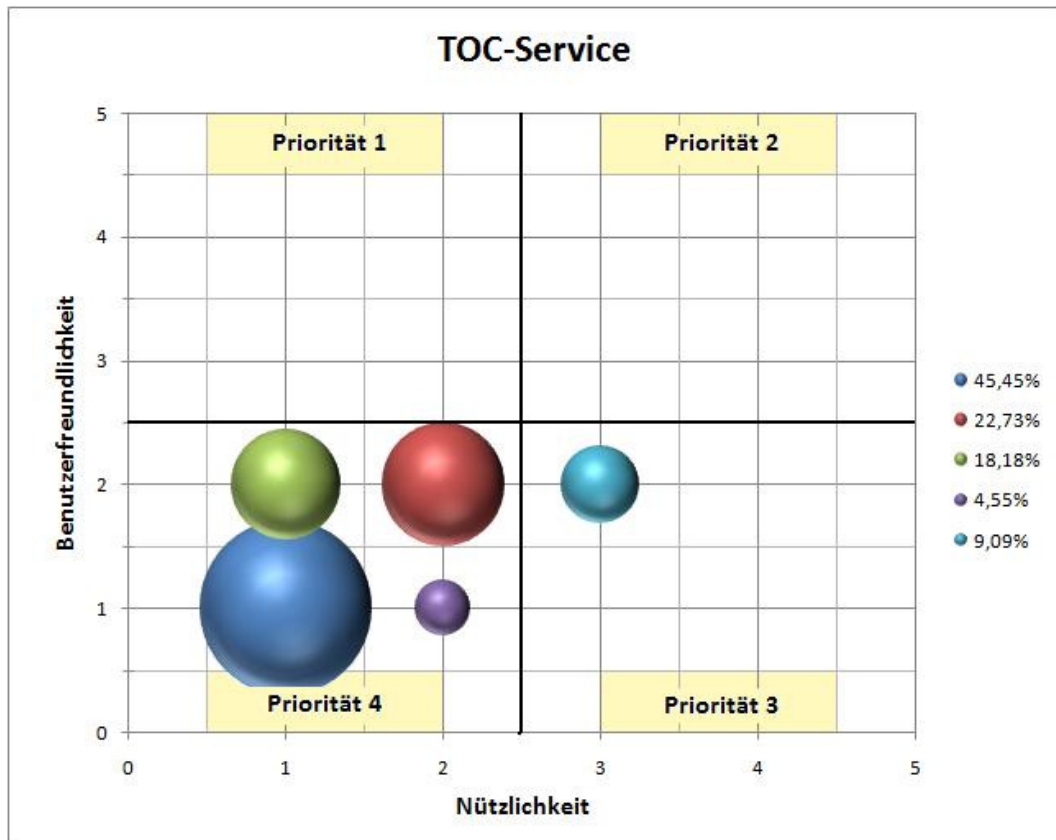 TOC-Service
Priorität 1
Priorität 2
5
4
3
2
1
0
Benutzerfreundlichkeit
45,45%
22,73%
18,18%
4,55%
9,09%
Priorität 4
Priorität 3
0 1 2 3 4 5
Nützlichkeit